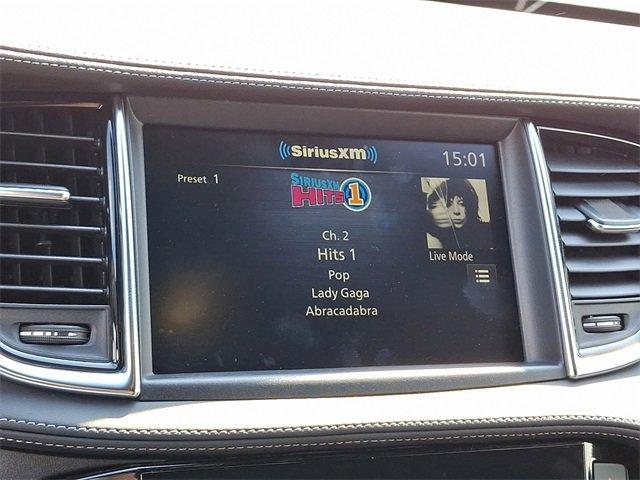 SiriusXM
15:01
Preset 1
SIRIUSXM
HITS 1
Ch. 2
Hits 1
Pop
Live Mode
Lady Gaga
Abracadabra